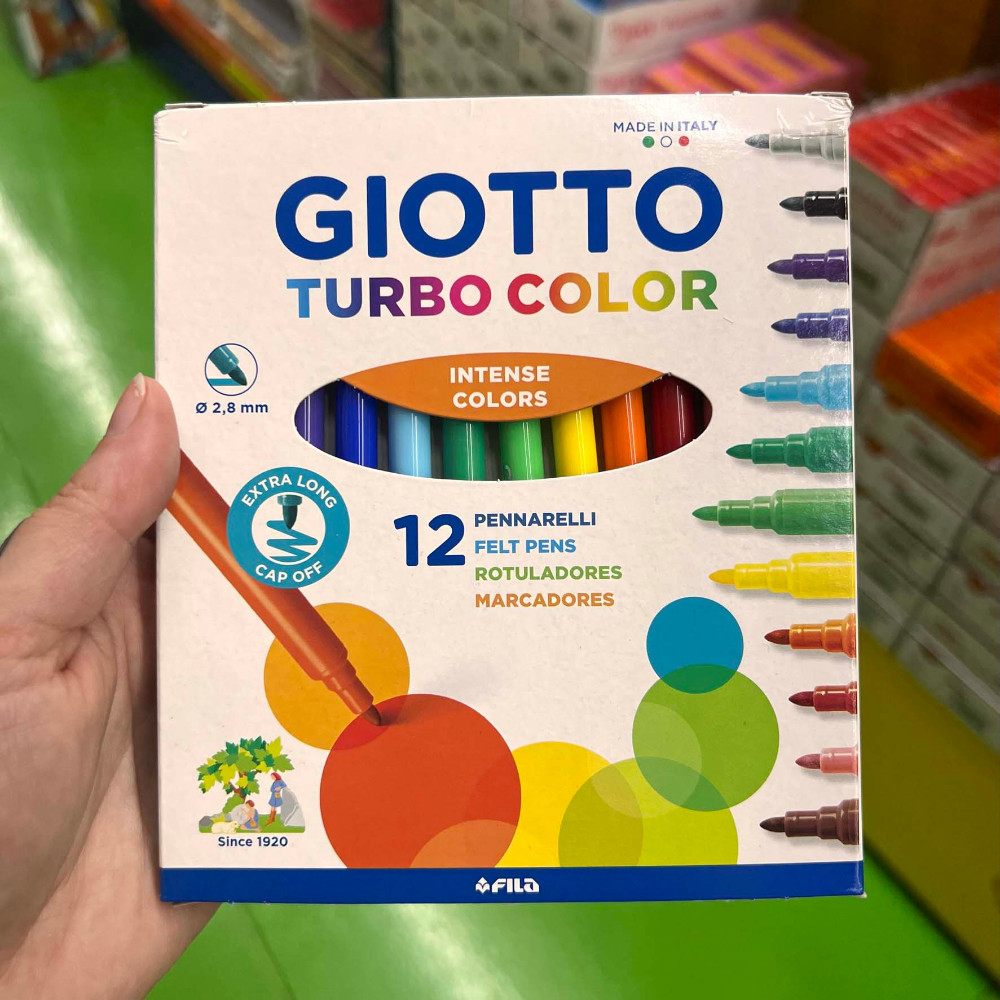 MADE IN ITALY
GIOTTO
TURBO COLOR
INTENSE
COLORS
Ø 2,8 mm
EXTRA LONG
CAP OFF
12
PENNARELLI
FELT PENS
ROTULADORES
MARCADORES
Since 1920
FILA